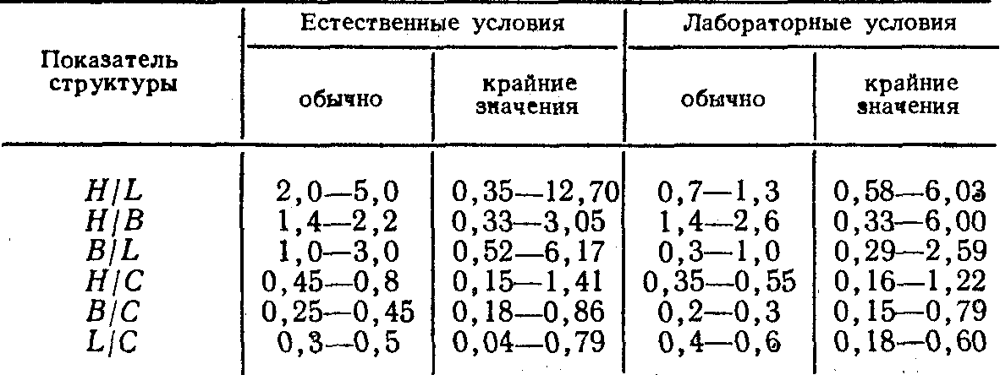 Естественные условия Лабораторные условия
Показатель структуры обычно крайние значения обычно крайние значения
H/L 2,0—5,0 0,35—12,70 0,7—1,3 0,58—6,03
H/B 1,4—2,2 0,33—3,05 1,4—2,6 0,33—6,00
B/L 1,0—3,0 0,52—6,17 0,3—1,0 0,29—2,59
H/C 0,45—0,8 0,15—1,41 0,35—0,55 0,16—1,22
B/C 0,25—0,45 0,18—0,86 0,2—0,3 0,15—0,79
L/C 0,3—0,5 0,04—0,79 0,4—0,6 0,18—0,60